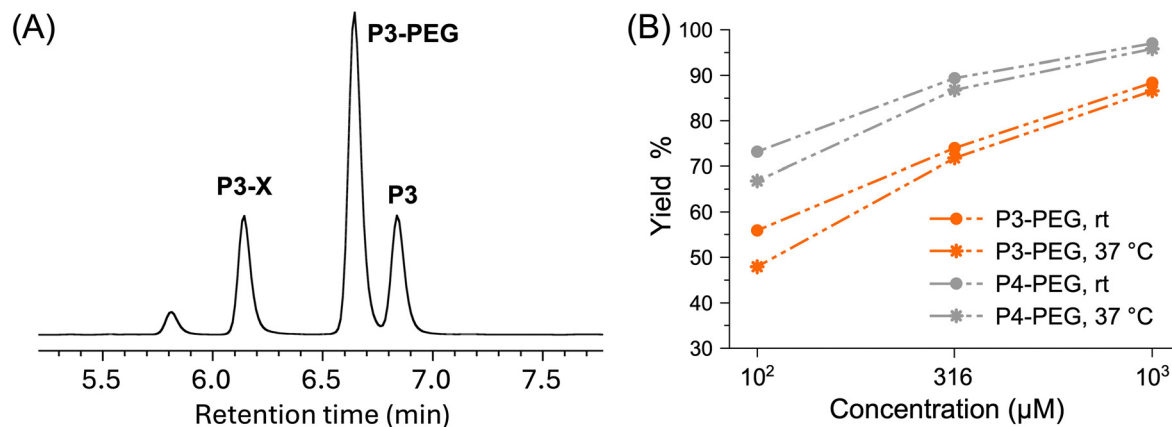 (A)
P3-PEG
P3-X
P3
5.5 6.0 6.5 7.0 7.5
Retention time (min)
(B)
100
90
80
70
60
50
40
30
Yield %
P3-PEG, rt
P3-PEG, 37 °C
P4-PEG, rt
P4-PEG, 37 °C
10² 316 10³
Concentration (µM)